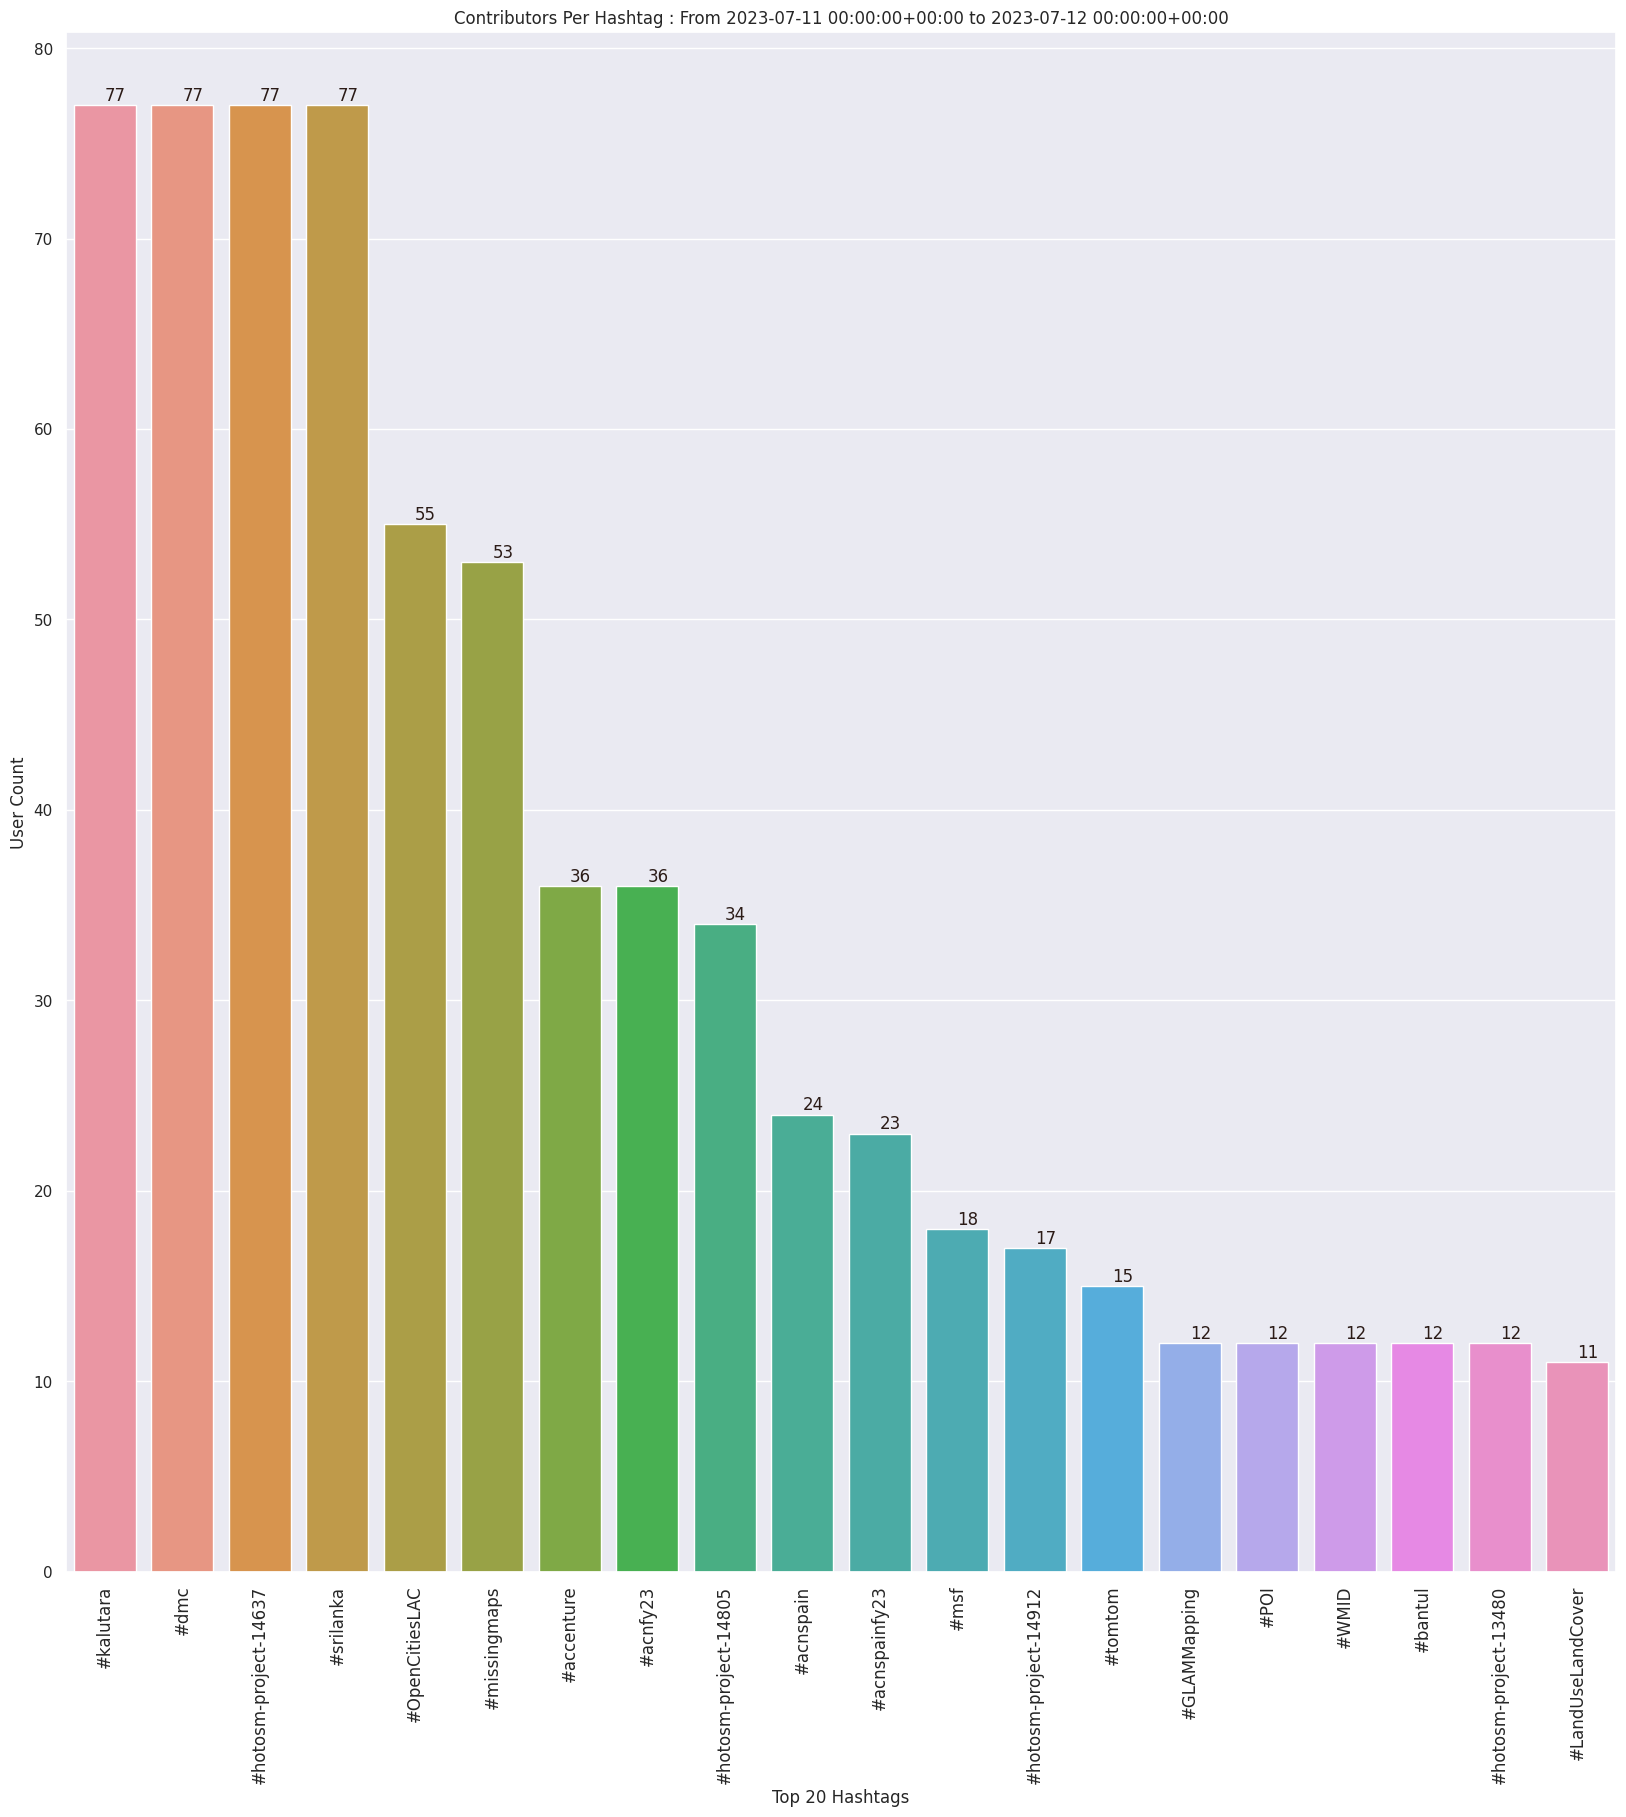 Contributors Per Hashtag : From 2023-07-11 00:00:00+00:00 to 2023-07-12 00:00:00+00:00
80
70
60
50
40
30
20
10
0
User Count
77
77
77
77
55
53
36
36
34
24
23
18
17
15
12
12
12
12
12
11
#kalutara
#dmc
#hotosm-project-14637
#srilanka
#OpenCitiesLAC
#missingmaps
#accenture
#acnfy23
#hotosm-project-14805
#acnspain
#acnspainfy23
#msf
#hotosm-project-14912
#tomtom
#GLAMMapping
#POI
#WMID
#bantul
#hotosm-project-13480
#LandUseLandCover
Top 20 Hashtags